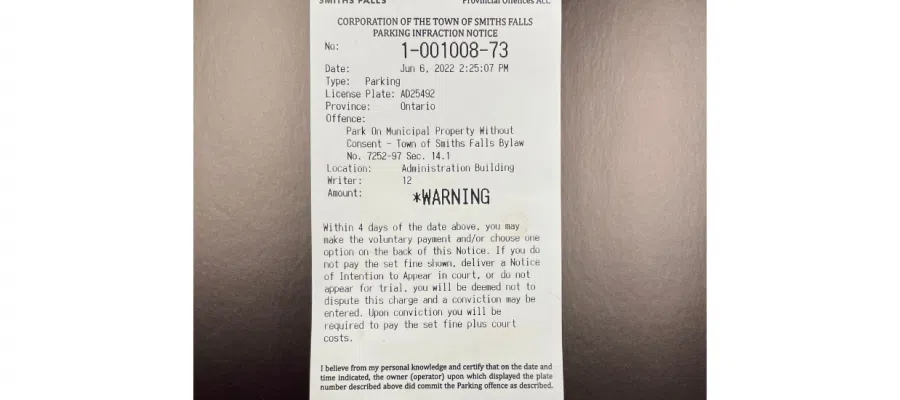 SMITHS FALLS Provincial Offences Act.
CORPORATION OF THE TOWN OF SMITHS FALLS
PARKING INFRACTION NOTICE
No: 1-001008-73
Date: Jun 6, 2022 2:25:07 PM
Type: Parking
License Plate: AD25492
Province: Ontario
Offence:
Park On Municipal Property Without
Consent - Town of Smiths Falls Bylaw
No. 7252-97 Sec. 14.1
Location: Administration Building
Writer: 12
Amount: *WARNING
Within 4 days of the date above, you may
make the voluntary payment and/or choose one
option on the back of this Notice. If you do
not pay the set fine shown, deliver a Notice
of Intention to Appear in court, or do not
appear for trial, you will be deemed not to
dispute this charge and a conviction may be
entered. Upon conviction you will be
required to pay the set fine plus court
costs.
I believe from my personal knowledge and certify that on the date and
time indicated, the owner (operator) upon which displayed the plate
number described above did commit the Parking offence as described.